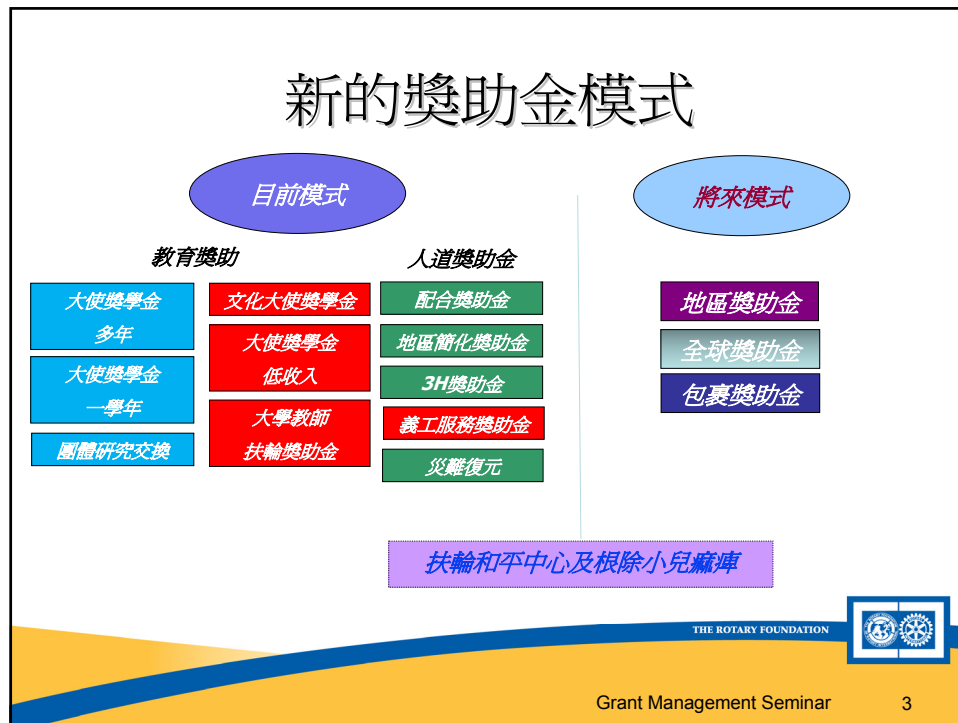 新的獎助金模式
目前模式
將來模式
教育獎助
人道獎助金
大使獎學金
多年
大使獎學金
一學年
團體研究交換
文化大使獎學金
大使獎學金
低收入
大學教師
扶輪獎助金
配合獎助金
地區簡化獎助金
3H獎助金
義工服務獎助金
災難復元
地區獎助金
全球獎助金
包裹獎助金
扶輪和平中心及根除小兒痲痺
THE ROTARY FOUNDATION
Grant Management Seminar
3